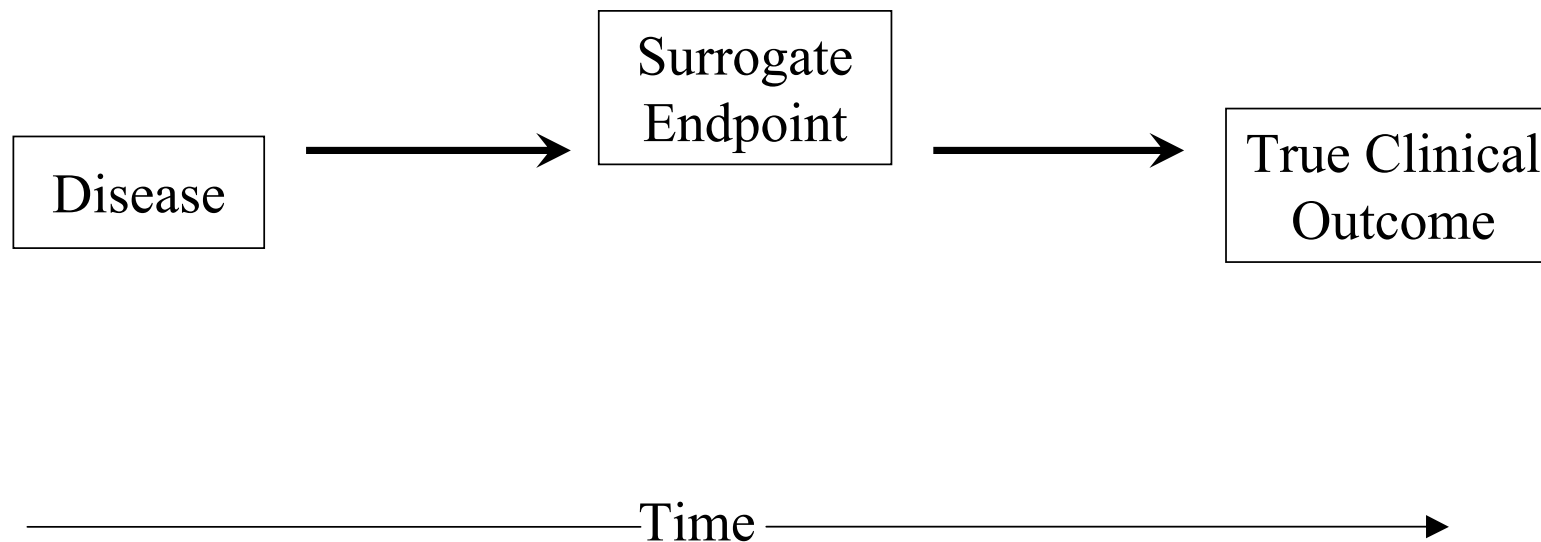 Disease
Surrogate
Endpoint
True Clinical
Outcome
Time